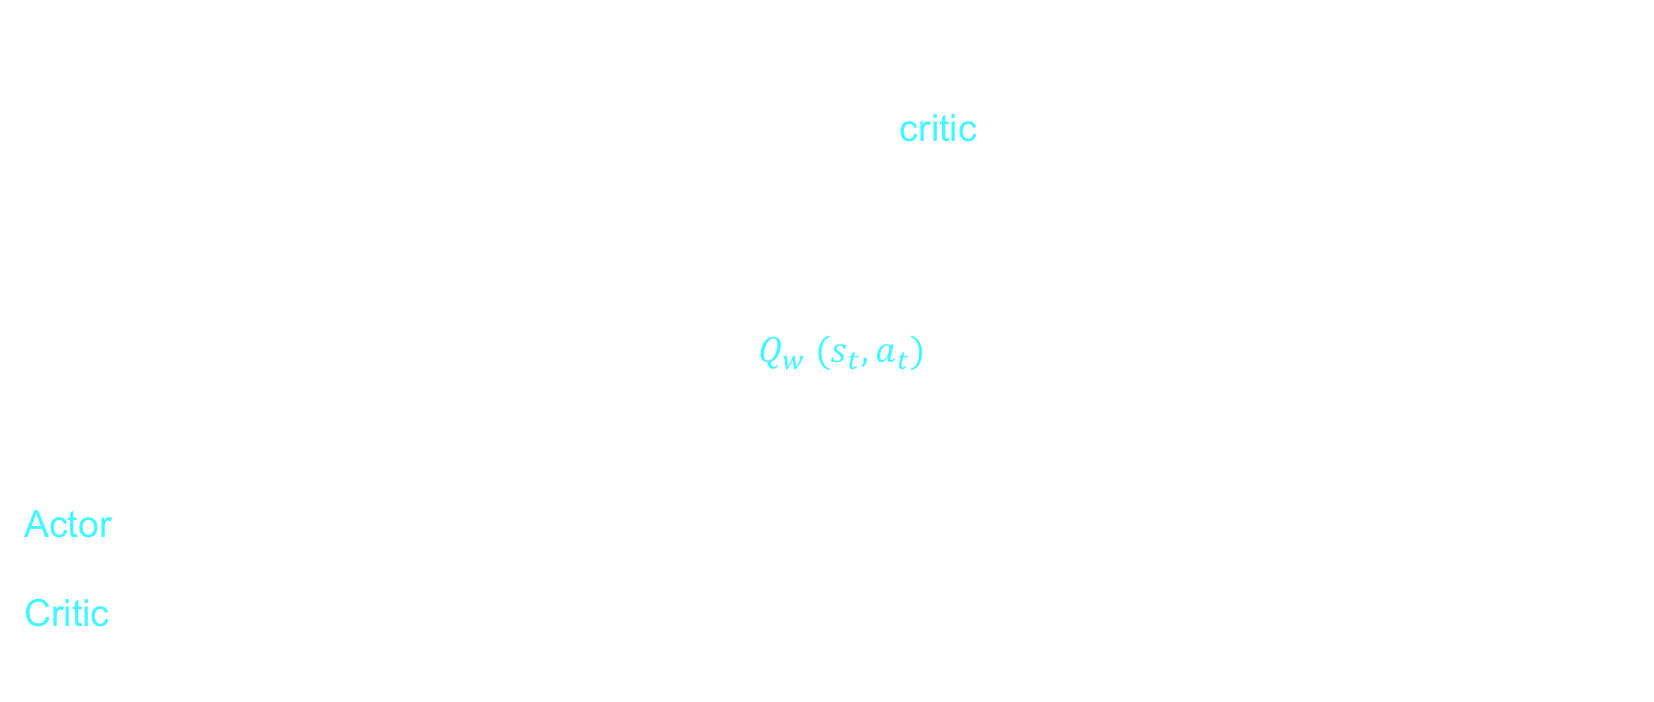 critic
Q_w (s_t, a_t)
Actor
Critic